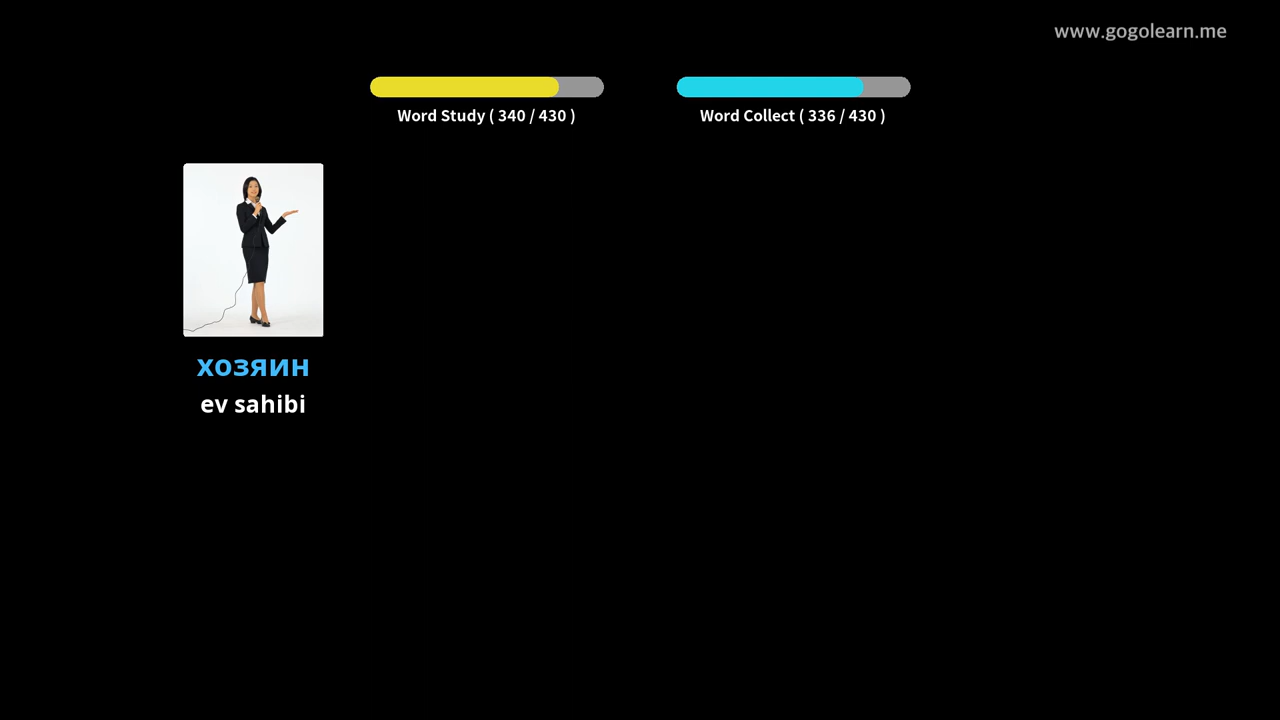 www.gogolearn.me
Word Study ( 340 / 430 )
Word Collect ( 336 / 430 )
хозяин
ev sahibi